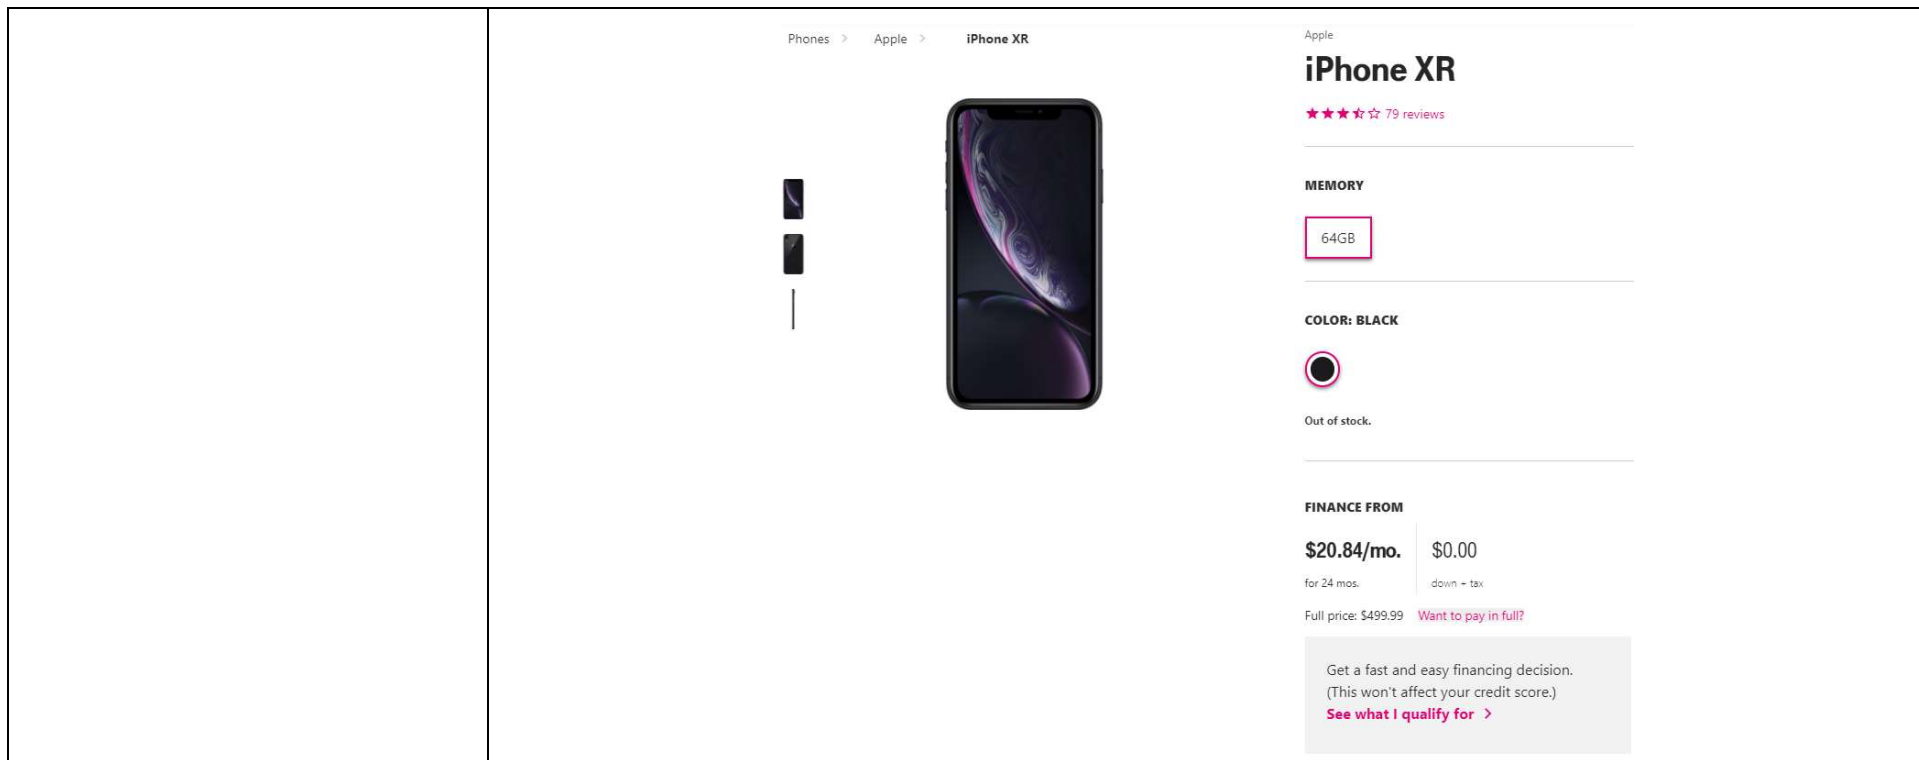 Phones > Apple > iPhone XR
Apple
iPhone XR
79 reviews
MEMORY
64GB
COLOR: BLACK
Out of stock.
FINANCE FROM
$20.84/mo. $0.00
for 24 mos. down + tax
Full price: $499.99 Want to pay in full?
Get a fast and easy financing decision.
(This won't affect your credit score.)
See what I qualify for >